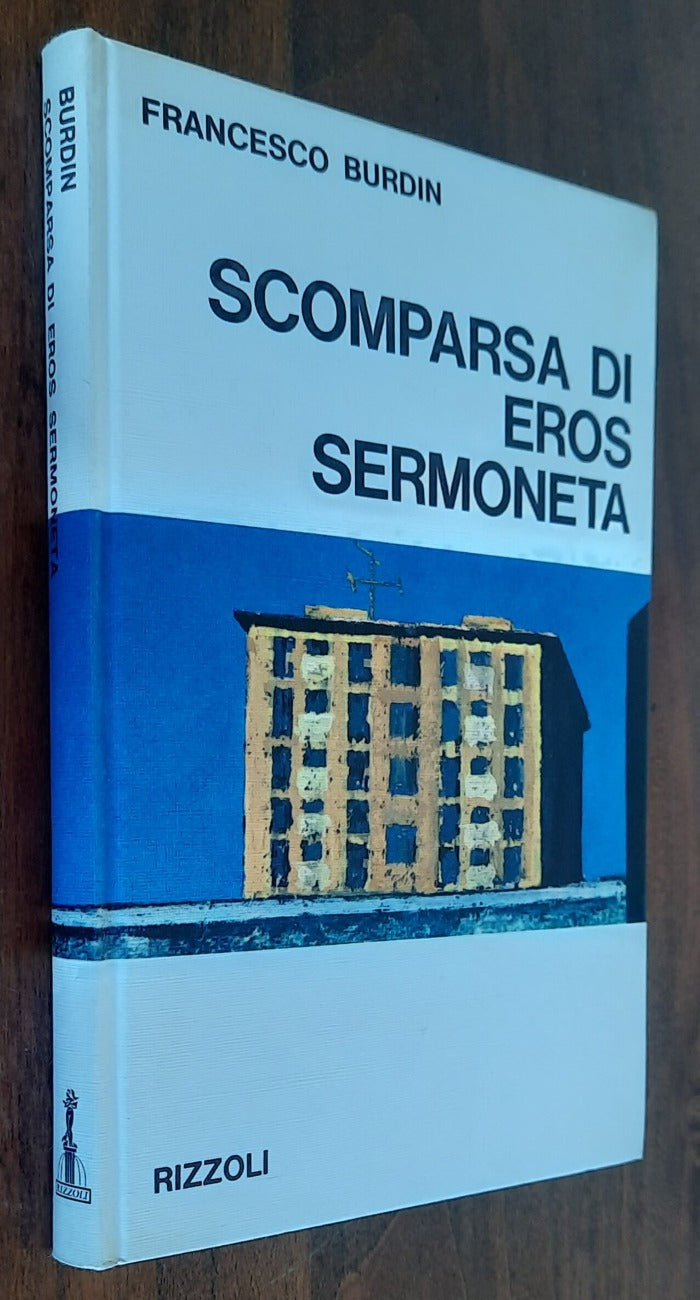 BURDIN
SCOMPARSA DI EROS SERMONETA
FRANCESCO BURDIN
SCOMPARSA DI
EROS
SERMONETA
RIZZOLI
RIZZOLI